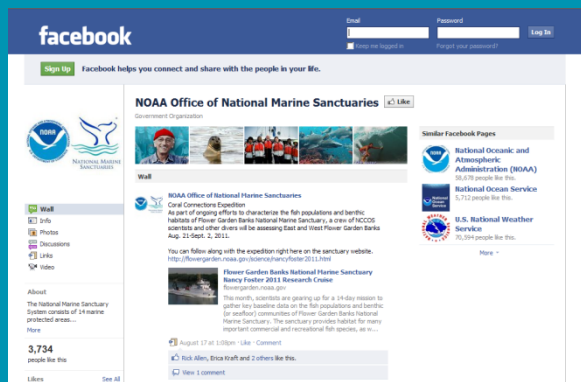 facebook
Email
Password
Log In
Keep me logged in
Forgot your password?
Sign Up
Facebook helps you connect and share with the people in your life.
NOAA Office of National Marine Sanctuaries
Like
Government Organization
NOAA
NATIONAL MARINE
SANCTUARIES
Wall
Info
Photos
Discussions
Links
Video
About
The National Marine Sanctuary
System consists of 14 marine
protected areas...
More
3,734
people like this
Likes
See All
Wall
NOAA Office of National Marine Sanctuaries
Coral Connections Expedition
As part of ongoing efforts to characterize the fish populations and benthic
habitats of Flower Garden Banks National Marine Sanctuary, a crew of NCCOS
scientists and other divers will be assessing East and West Flower Garden Banks
Aug. 21-Sept. 2, 2011.
You can follow along with the expedition right here on the sanctuary website.
http://flowergarden.noaa.gov/science/nancyfoster2011.html
Flower Garden Banks National Marine Sanctuary
Nancy Foster 2011 Research Cruise
flowergarden.noaa.gov
This month, scientists are gearing up for a 14-day mission to
gather key baseline data on the fish populations and benthic
(or seafloor) communities of Flower Garden Banks National
Marine Sanctuary. The sanctuary provides habitat for many
important commercial and recreational fish species, as w...
August 17 at 1:08pm · Like · Comment
Rick Allen, Erica Kraft and 2 others like this.
View 1 comment
Similar Facebook Pages
National Oceanic and
Atmospheric
Administration (NOAA)
58,678 people like this.
National Ocean Service
5,712 people like this.
U.S. National Weather
Service
70,594 people like this.
More